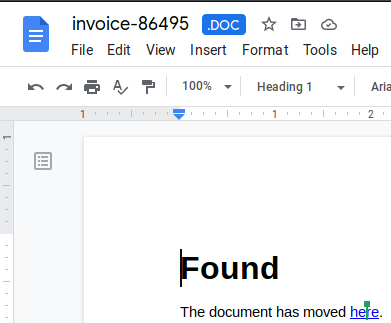 invoice-86495 .DOC
File Edit View Insert Format Tools Help
100% Heading 1
1 1 2
1
Found
The document has moved here.